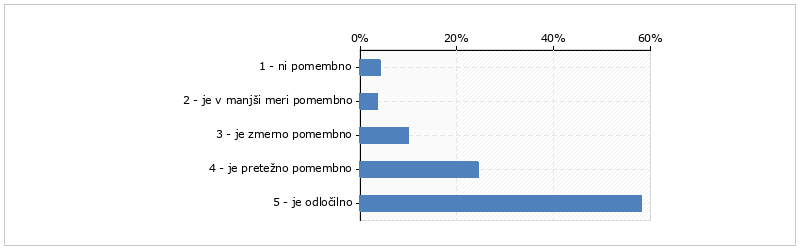 0% 20% 40% 60%
1 - ni pomembno
2 - je v manjši meri pomembno
3 - je zmerno pomembno
4 - je pretežno pomembno
5 - je odločilno